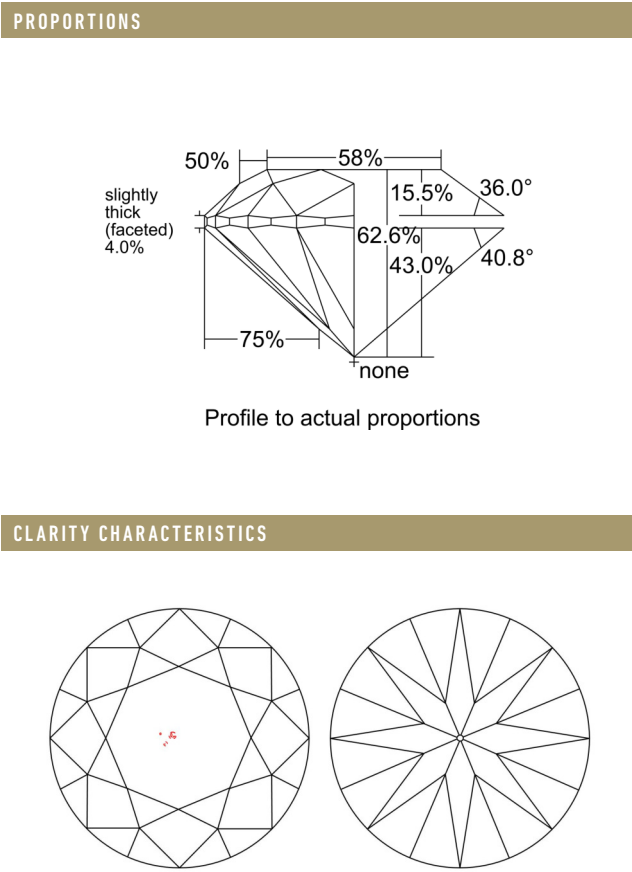 PROPORTIONS
50%
58%
slightly
thick
(faceted)
4.0%
15.5%
36.0°
62.6%
43.0%
40.8°
75%
none
Profile to actual proportions
CLARITY CHARACTERISTICS